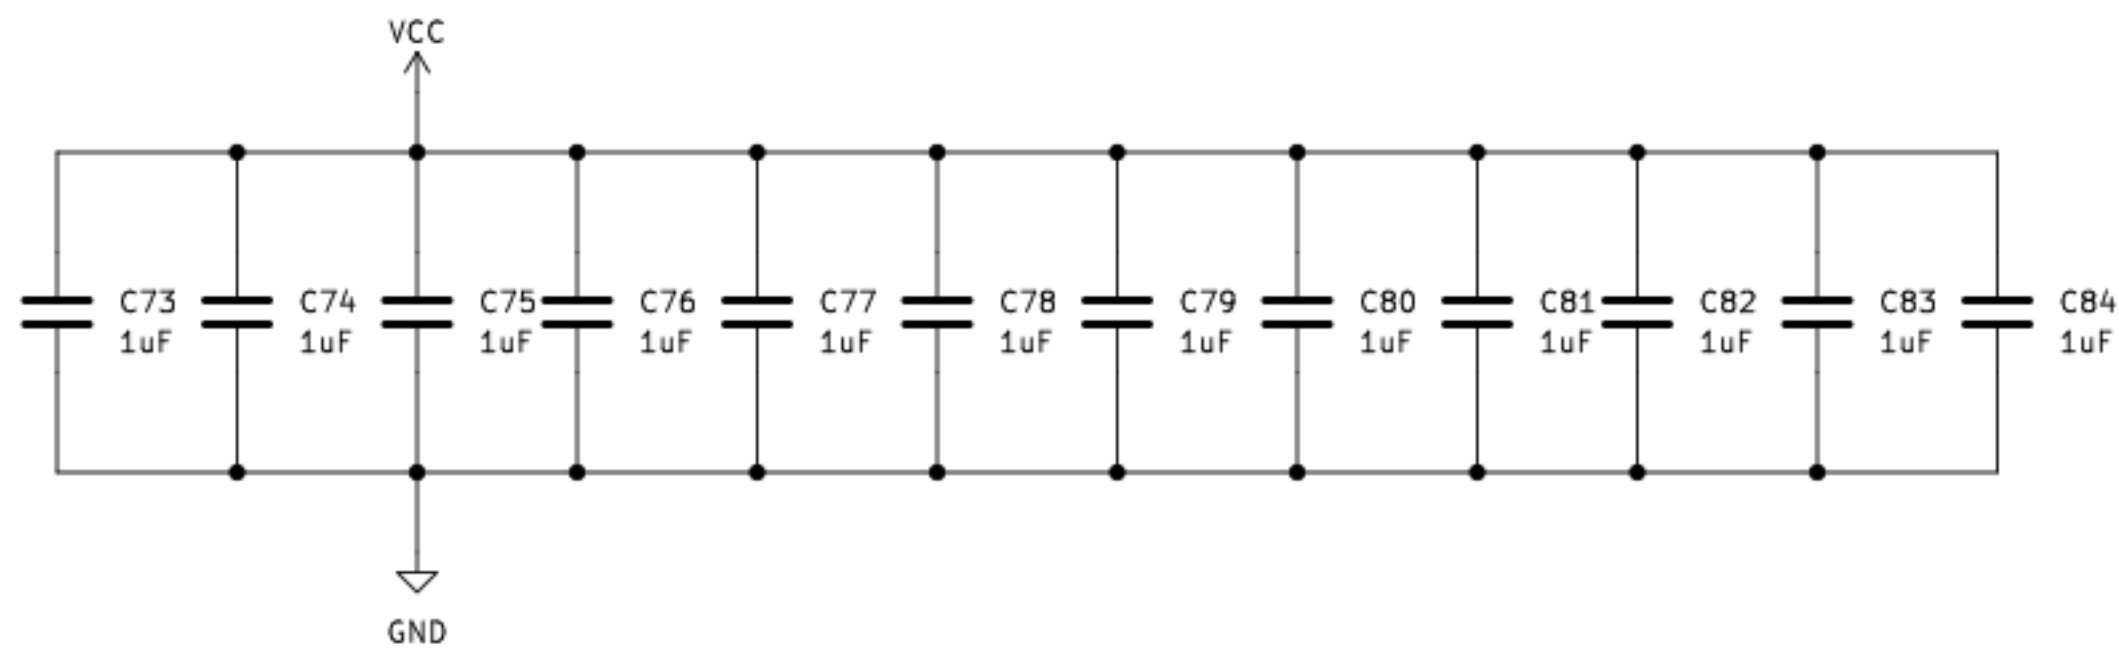 VCC
C73 C74 C75 C76 C77 C78 C79 C80 C81 C82 C83 C84
1uF 1uF 1uF 1uF 1uF 1uF 1uF 1uF 1uF 1uF 1uF 1uF
GND